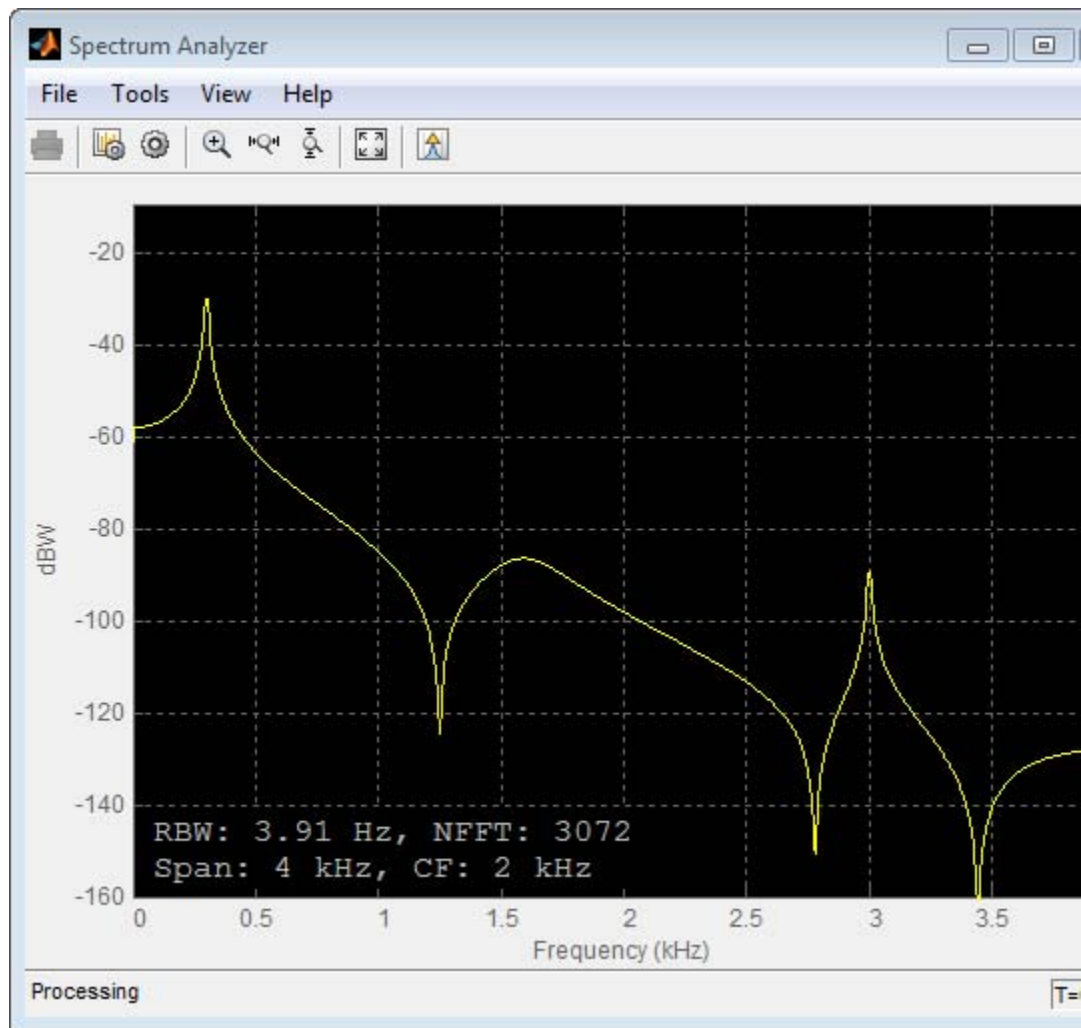 Spectrum Analyzer
File Tools View Help
-20
-40
-60
-80
-100
-120
-140
-160
dBW
RBW: 3.91 Hz, NFFT: 3072
Span: 4 kHz, CF: 2 kHz
0 0.5 1 1.5 2 2.5 3 3.5
Frequency (kHz)
Processing
T=